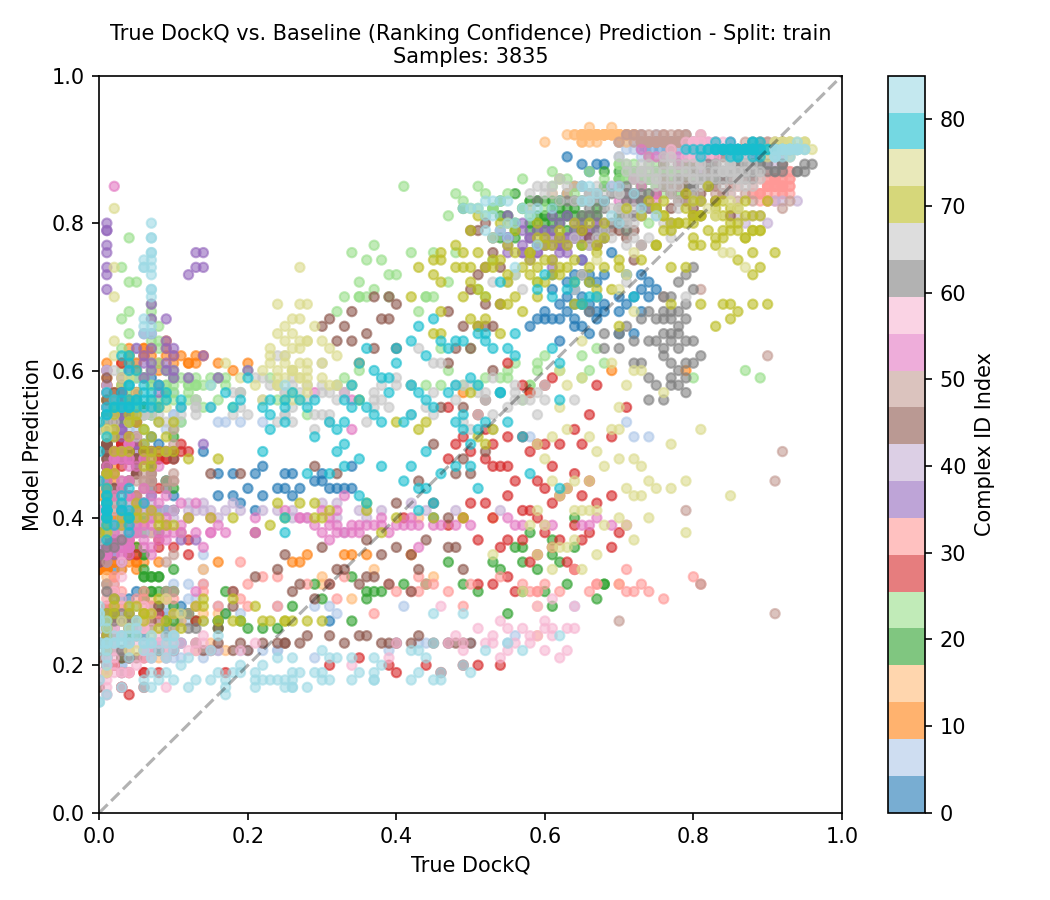 True DockQ vs. Baseline (Ranking Confidence) Prediction - Split: train
Samples: 3835
1.0
0.8
0.6
0.4
0.2
0.0
Model Prediction
0.0 0.2 0.4 0.6 0.8 1.0
True DockQ
80
70
60
50
40
30
20
10
0
Complex ID Index